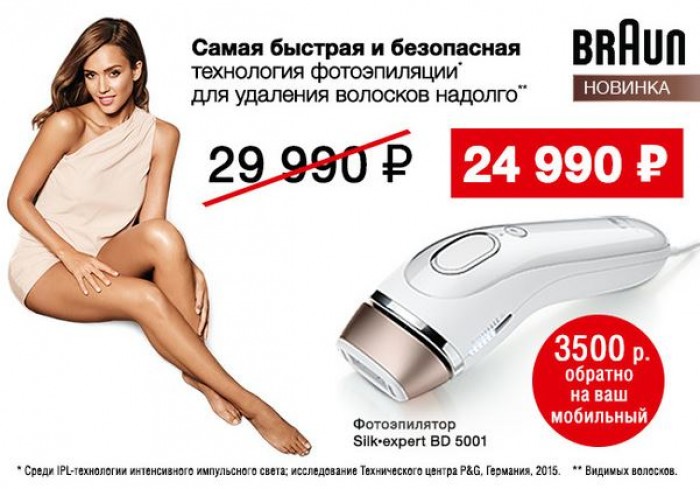 Самая быстрая и безопасная
технология фотоэпиляции*
для удаления волосков надолго**
BRAUN
НОВИНКА
29 990 ₽
24 990 ₽
3500 р.
обратно
на ваш
мобильный
Фотоэпилятор
Silk•expert BD 5001
* Среди IPL-технологии интенсивного импульсного света; исследование Технического центра P&G, Германия, 2015. ** Видимых волосков.